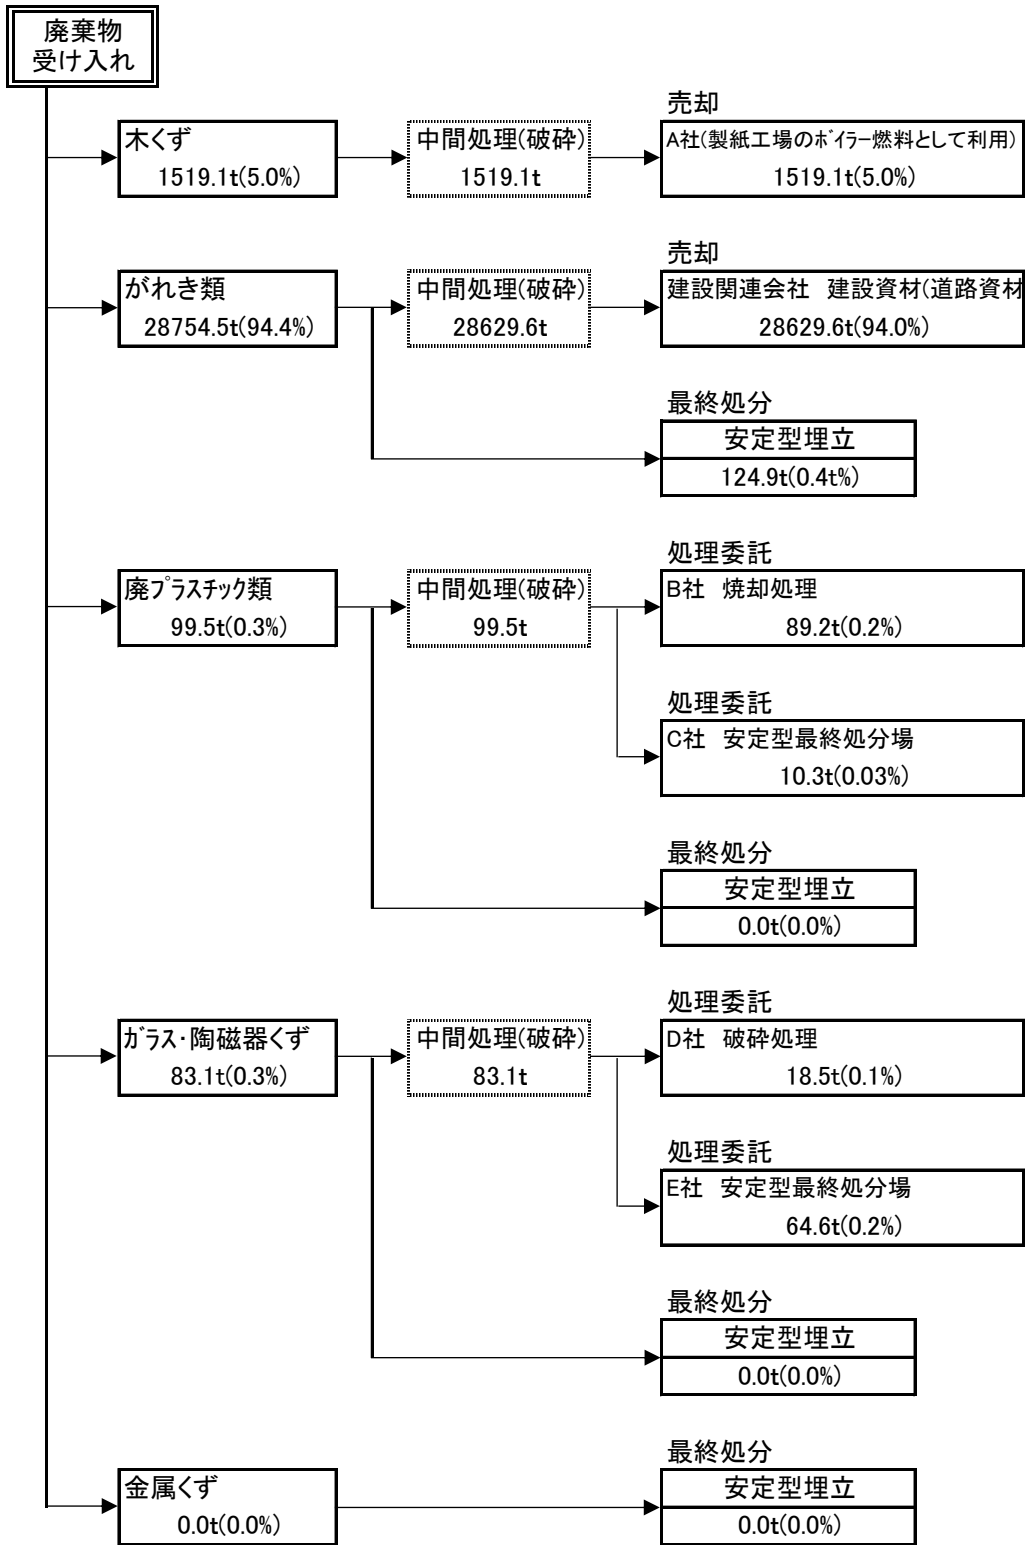 廃棄物
受け入れ
売却
木くず
1519.1t(5.0%)
中間処理(破砕)
1519.1t
A社(製紙工場のﾎﾞｲﾗｰ燃料として利用)
1519.1t(5.0%)
売却
がれき類
28754.5t(94.4%)
中間処理(破砕)
28629.6t
建設関連会社　建設資材(道路資材
28629.6t(94.0%)
最終処分
安定型埋立
124.9t(0.4t%)
処理委託
廃ﾌﾟﾗｽﾁｯｸ類
99.5t(0.3%)
中間処理(破砕)
99.5t
B社　焼却処理
89.2t(0.2%)
処理委託
C社　安定型最終処分場
10.3t(0.03%)
最終処分
安定型埋立
0.0t(0.0%)
処理委託
ｶﾞﾗｽ･陶磁器くず
83.1t(0.3%)
中間処理(破砕)
83.1t
D社　破砕処理
18.5t(0.1%)
処理委託
E社　安定型最終処分場
64.6t(0.2%)
最終処分
安定型埋立
0.0t(0.0%)
最終処分
金属くず
0.0t(0.0%)
安定型埋立
0.0t(0.0%)